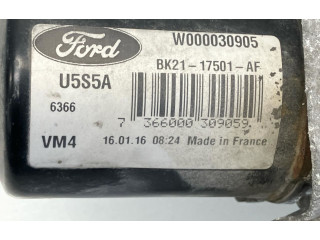 Ford
W000030905
BK21-17501-AF
U5S5A
6366
7 366000 309059
VM4
16.01.16 08:24 Made in France